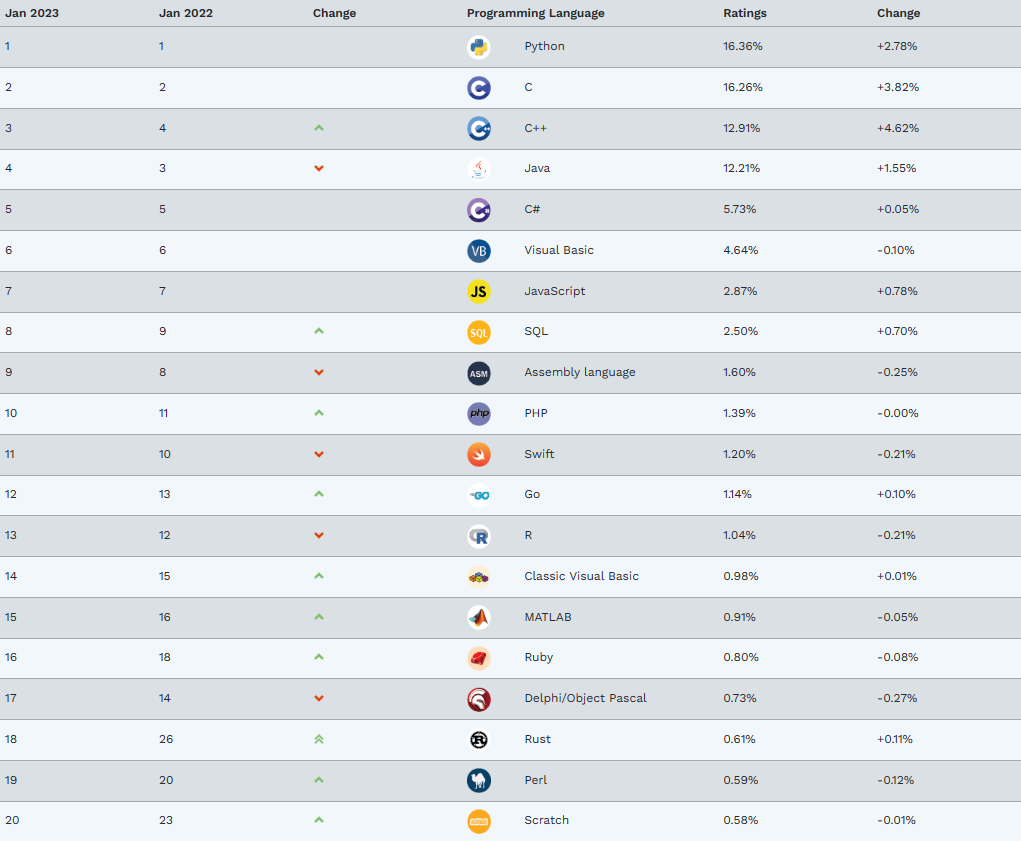 Jan 2023 Jan 2022 Change Programming Language Ratings Change
1 1 Python 16.36% +2.78%
2 2 C 16.26% +3.82%
3 4 C++ 12.91% +4.62%
4 3 Java 12.21% +1.55%
5 5 C# 5.73% +0.05%
6 6 VB Visual Basic 4.64% -0.10%
7 7 JS JavaScript 2.87% +0.78%
8 9 SQL SQL 2.50% +0.70%
9 8 ASM Assembly language 1.60% -0.25%
10 11 php PHP 1.39% -0.00%
11 10 Swift 1.20% -0.21%
12 13 GO Go 1.14% +0.10%
13 12 R R 1.04% -0.21%
14 15 Classic Visual Basic 0.98% +0.01%
15 16 MATLAB 0.91% -0.05%
16 18 Ruby 0.80% -0.08%
17 14 Delphi/Object Pascal 0.73% -0.27%
18 26 R Rust 0.61% +0.11%
19 20 Perl 0.59% -0.12%
20 23 Scratch 0.58% -0.01%